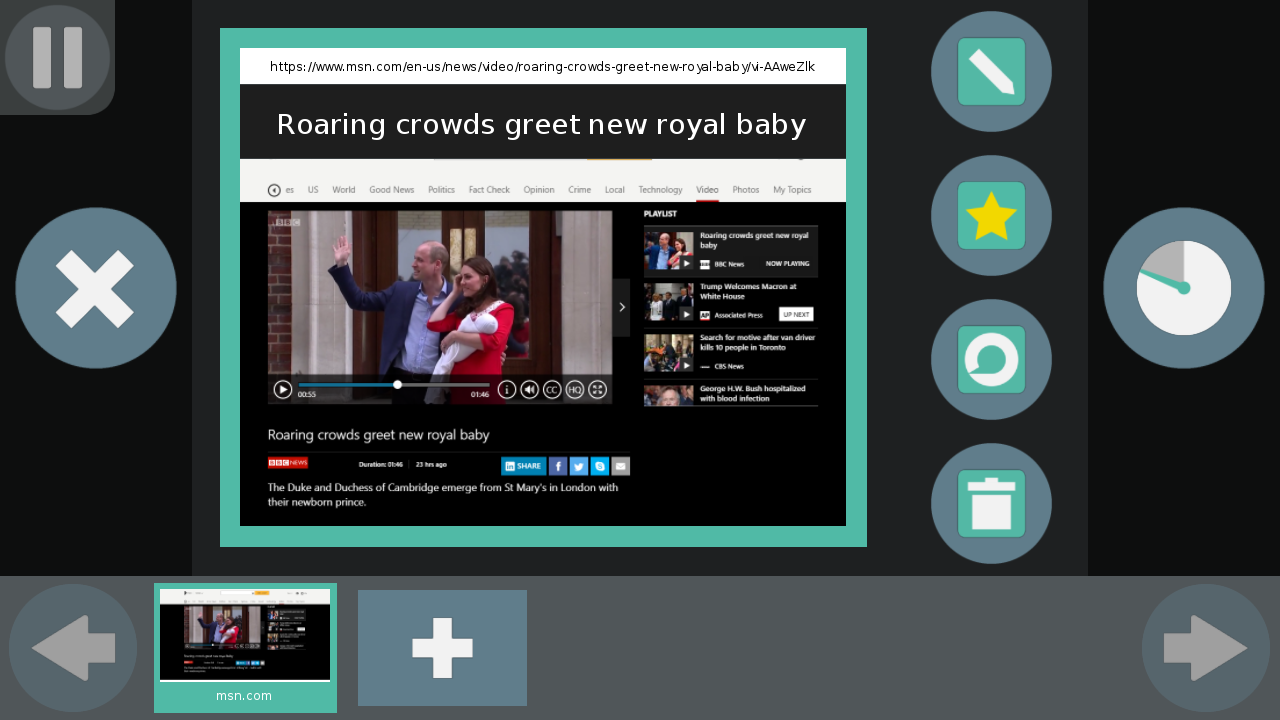 https://www.msn.com/en-us/news/video/roaring-crowds-greet-new-royal-baby/vi-AAweZlk
Roaring crowds greet new royal baby
es US World Good News Politics Fact Check Opinion Crime Local Technology Video Photos My Topics
BBC
PLAYLIST
Roaring crowds greet new royal
baby
BBC News NOW PLAYING
Trump Welcomes Macron at
White House
AP Associated Press UP NEXT
Search for motive after van driver
kills 10 people in Toronto
CBS News
George H.W. Bush hospitalized
with blood infection
00:55 01:46 CC HQ
Roaring crowds greet new royal baby
BBC NEWS Duration: 01:46 23 hrs ago in SHARE
The Duke and Duchess of Cambridge emerge from St Mary's in London with
their newborn prince.
msn.com